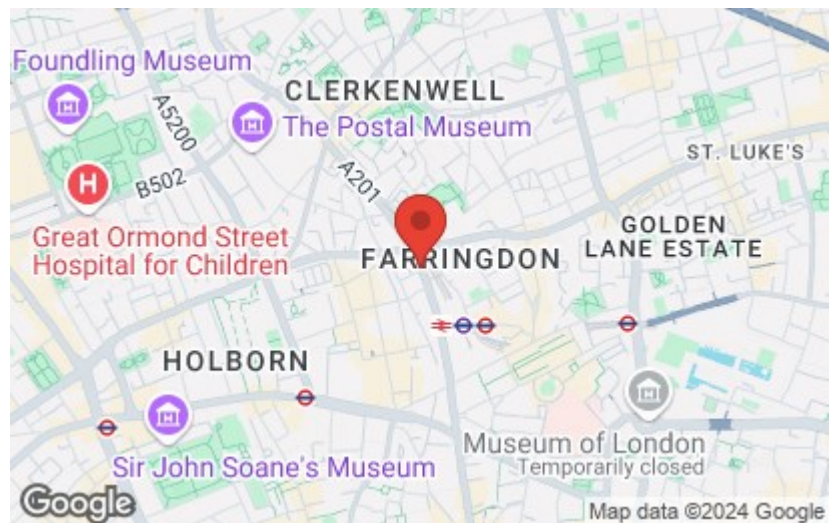 Foundling Museum
CLERKENWELL
A5200
The Postal Museum
ST. LUKE'S
B502
A201
H
GOLDEN
LANE ESTATE
Great Ormond Street
Hospital for Children
FARRINGDON
HOLBORN
Museum of London
Temporarily closed
Sir John Soane's Museum
Google
Map data ©2024 Google